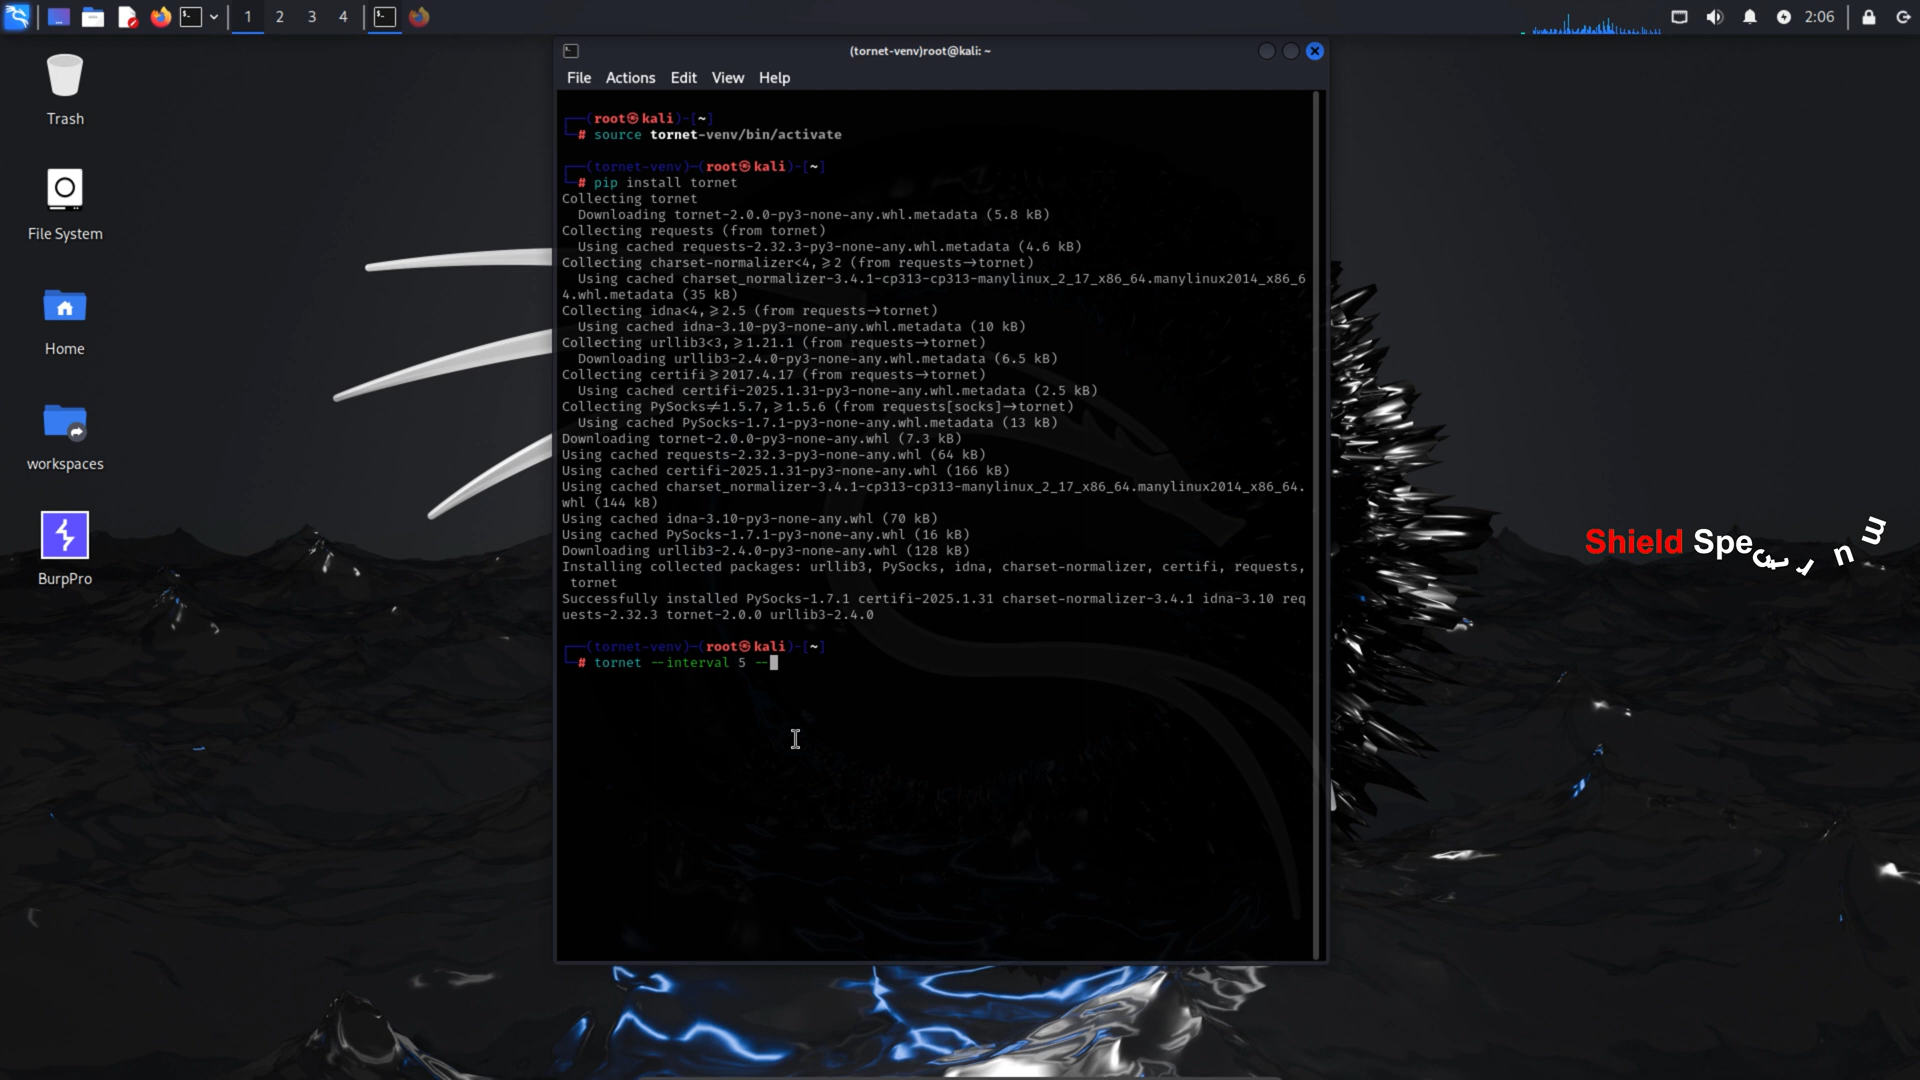 1 2 3 4
2:06
(tornet-venv)root@kali: ~
File Actions Edit View Help
Trash
File System
Home
workspaces
BurpPro
┌──(root㉿kali)-[~]
└─# source tornet-venv/bin/activate
┌──(tornet-venv)─(root㉿kali)-[~]
└─# pip install tornet
Collecting tornet
Downloading tornet-2.0.0-py3-none-any.whl.metadata (5.8 kB)
Collecting requests (from tornet)
Using cached requests-2.32.3-py3-none-any.whl.metadata (4.6 kB)
Collecting charset-normalizer<4,≥2 (from requests→tornet)
Using cached charset_normalizer-3.4.1-cp313-cp313-manylinux_2_17_x86_64.manylinux2014_x86_6
4.whl.metadata (35 kB)
Collecting idna<4,≥2.5 (from requests→tornet)
Using cached idna-3.10-py3-none-any.whl.metadata (10 kB)
Collecting urllib3<3,≥1.21.1 (from requests→tornet)
Downloading urllib3-2.4.0-py3-none-any.whl.metadata (6.5 kB)
Collecting certifi≥2017.4.17 (from requests→tornet)
Using cached certifi-2025.1.31-py3-none-any.whl.metadata (2.5 kB)
Collecting PySocks≠1.5.7,≥1.5.6 (from requests[socks]→tornet)
Using cached PySocks-1.7.1-py3-none-any.whl.metadata (13 kB)
Downloading tornet-2.0.0-py3-none-any.whl (7.3 kB)
Using cached requests-2.32.3-py3-none-any.whl (64 kB)
Using cached certifi-2025.1.31-py3-none-any.whl (166 kB)
Using cached charset_normalizer-3.4.1-cp313-cp313-manylinux_2_17_x86_64.manylinux2014_x86_64.
whl (144 kB)
Using cached idna-3.10-py3-none-any.whl (70 kB)
Using cached PySocks-1.7.1-py3-none-any.whl (16 kB)
Downloading urllib3-2.4.0-py3-none-any.whl (128 kB)
Installing collected packages: urllib3, PySocks, idna, charset-normalizer, certifi, requests,
tornet
Successfully installed PySocks-1.7.1 certifi-2025.1.31 charset-normalizer-3.4.1 idna-3.10 req
uests-2.32.3 tornet-2.0.0 urllib3-2.4.0
┌──(tornet-venv)─(root㉿kali)-[~]
└─# tornet --interval 5 --
Shield Spectrum